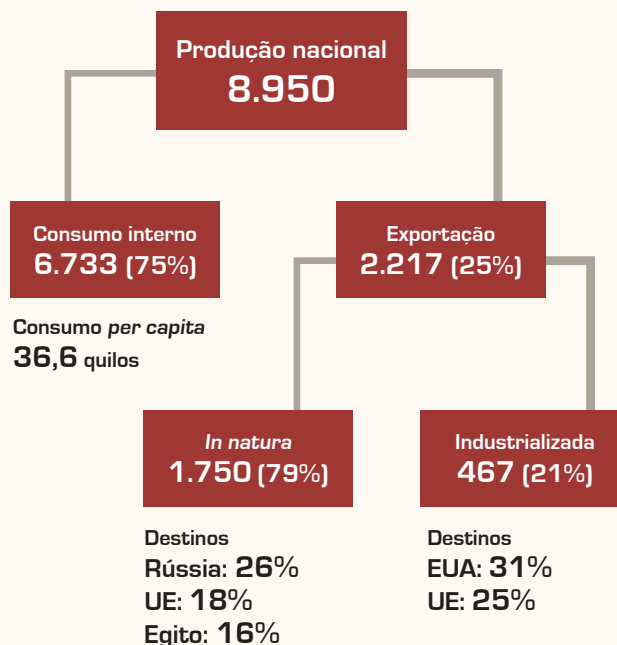 Produção nacional
8.950
Consumo interno
6.733 (75%)
Exportação
2.217 (25%)
Consumo per capita
36,6 quilos
In natura
1.750 (79%)
Industrializada
467 (21%)
Destinos
Rússia: 26%
UE: 18%
Egito: 16%
Destinos
EUA: 31%
UE: 25%